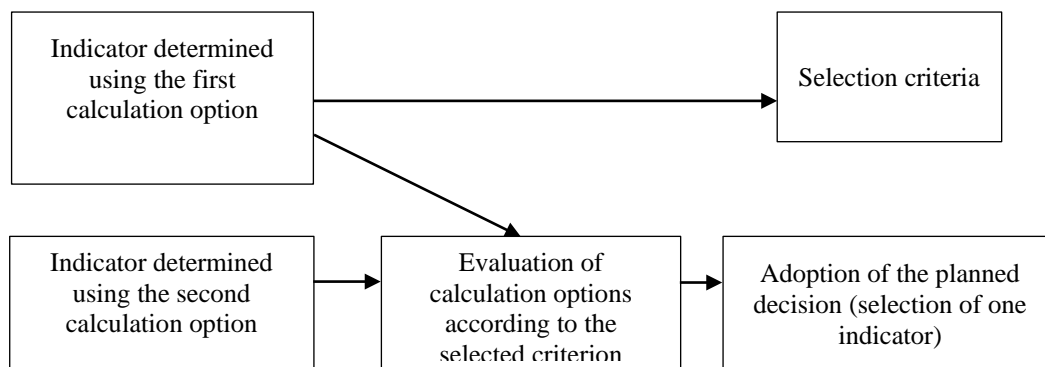 Indicator determined
using the first
calculation option
Selection criteria
Indicator determined
using the second
calculation option
Evaluation of
calculation options
according to the
selected criterion
Adoption of the planned
decision (selection of one
indicator)